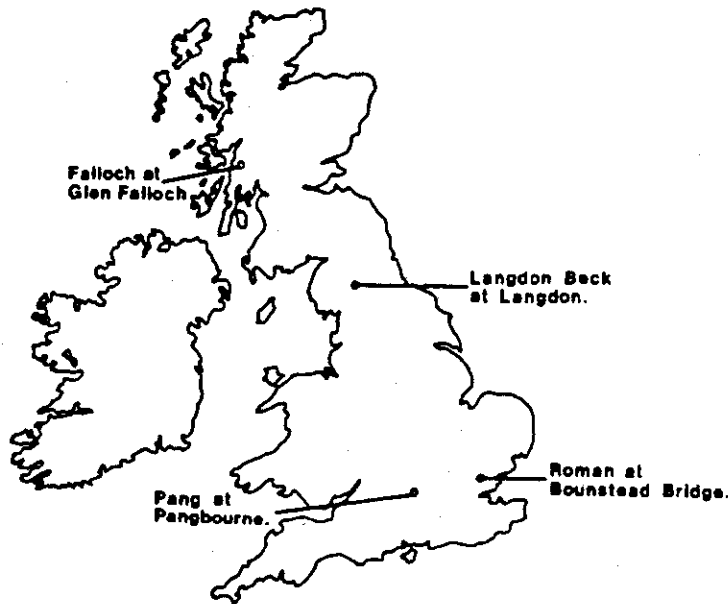 Falloch at
Glen Falloch
Langdon Beck
at Langdon.
Roman at
Bounstead Bridge.
Pang at
Pangbourne.